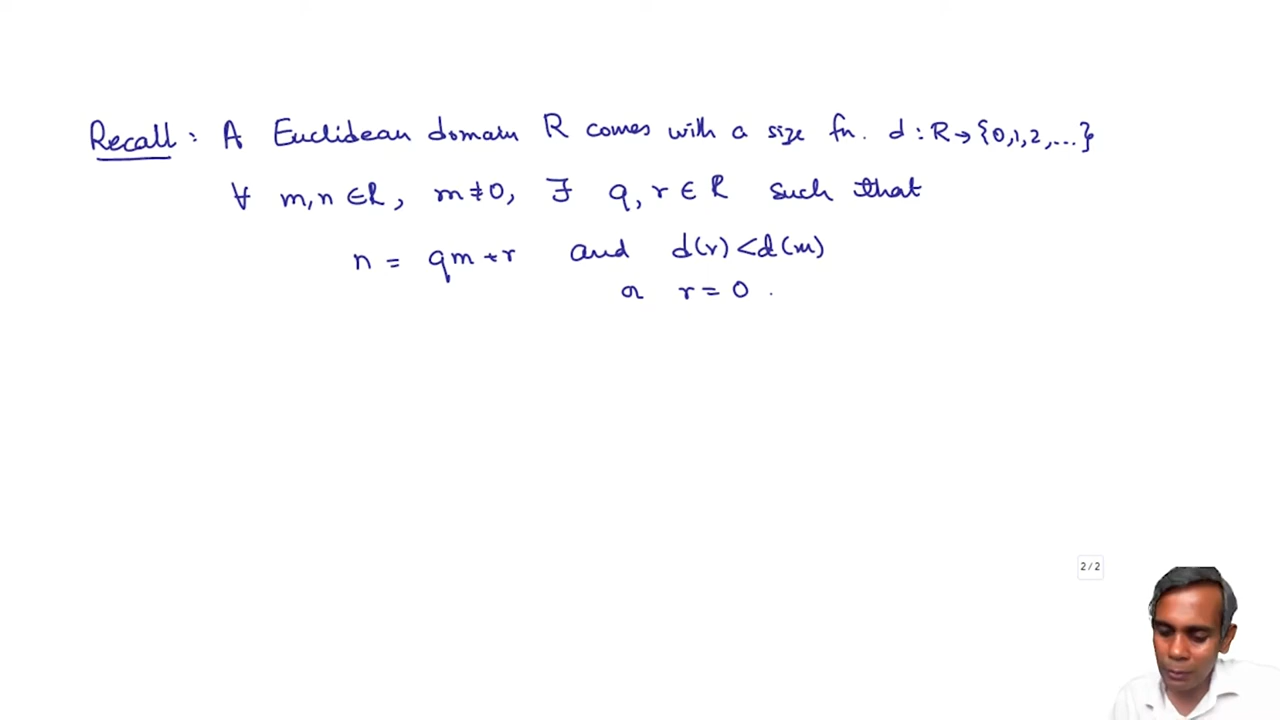 Recall : A Euclidean domain R comes with a size fn. d : R → {0,1,2,...}
∀ m,n ∈ R, m ≠ 0, ∃ q, r ∈ R such that
n = qm + r and d(r) < d(m)
or r = 0 .
2 / 2